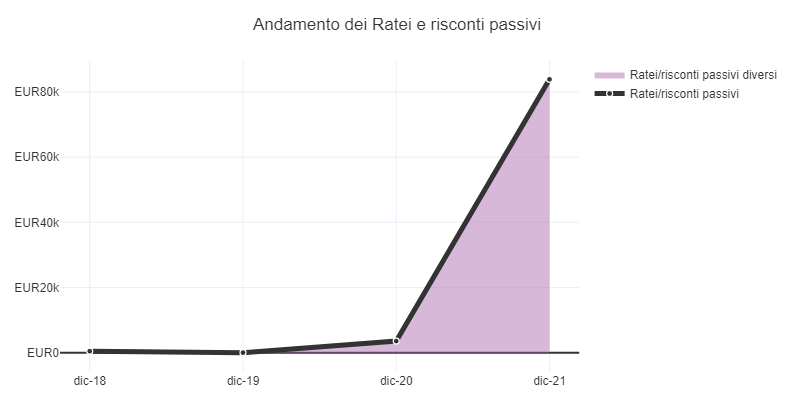 Andamento dei Ratei e risconti passivi
Ratei/risconti passivi diversi
Ratei/risconti passivi
EUR80k
EUR60k
EUR40k
EUR20k
EUR0
dic-18
dic-19
dic-20
dic-21